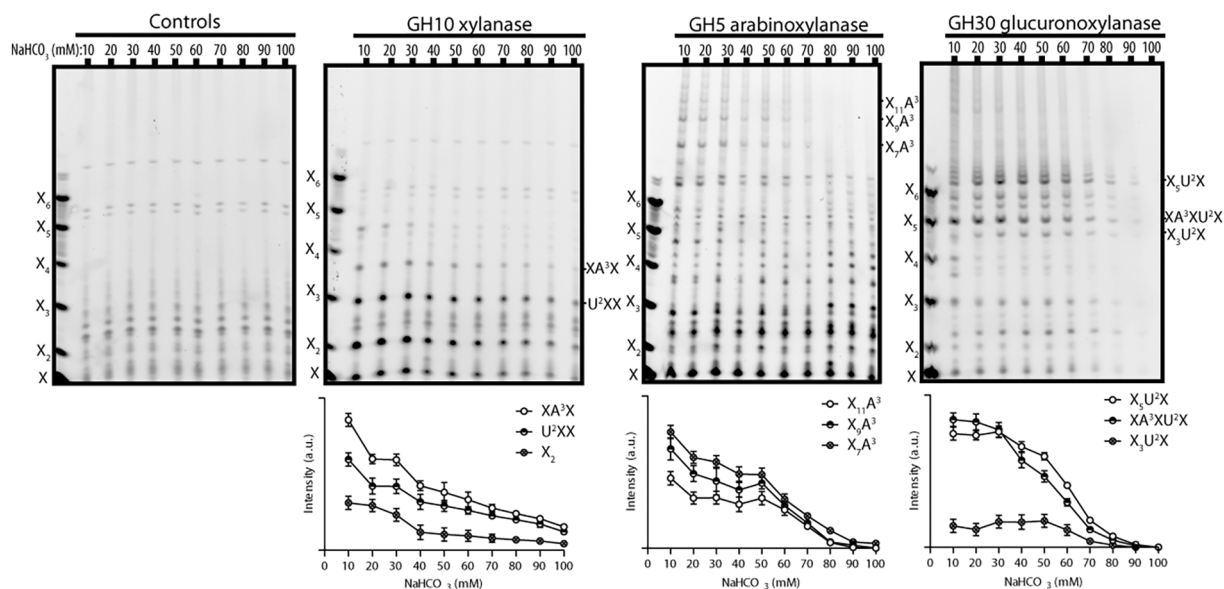 Controls
GH10 xylanase
GH5 arabinoxylanase
GH30 glucuronoxylanase
NaHCO₃ (mM):10 20 30 40 50 60 70 80 90 100
10 20 30 40 50 60 70 80 90 100
10 20 30 40 50 60 70 80 90 100
10 20 30 40 50 60 70 80 90 100
X₆
X₅
X₄
X₃
X₂
X
X₆
X₅
X₄
X₃
X₂
X
XA³X
U²XX
X₆
X₅
X₄
X₃
X₂
X
X₁₁A³
X₉A³
X₇A³
X₆
X₅
X₄
X₃
X₂
X
X₅U²X
XA³XU²X
X₃U²X
Intensity (a.u.)
XA³X
U²XX
X₂
0 10 20 30 40 50 60 70 80 90 100
NaHCO₃ (mM)
Intensity (a.u.)
X₁₁A³
X₉A³
X₇A³
0 10 20 30 40 50 60 70 80 90 100
NaHCO₃ (mM)
Intensity (a.u.)
X₅U²X
XA³XU²X
X₃U²X
0 10 20 30 40 50 60 70 80 90 100
NaHCO₃ (mM)